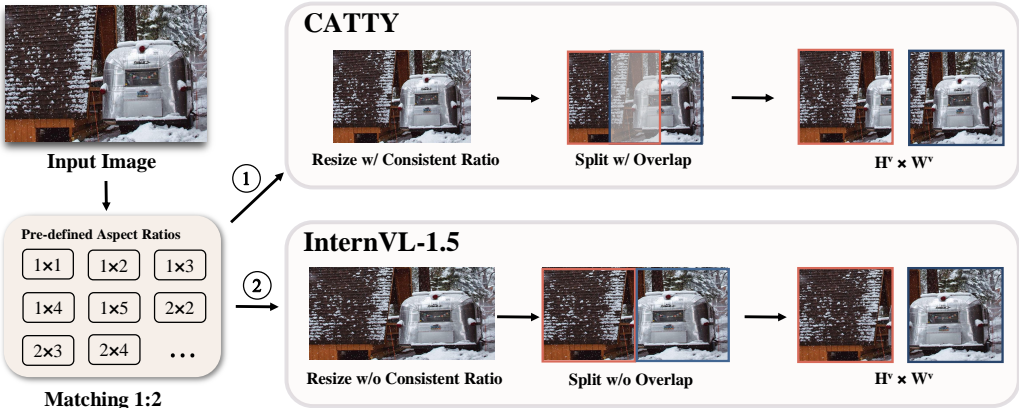 Input Image
Pre-defined Aspect Ratios
1×1
1×2
1×3
1×4
1×5
2×2
2×3
2×4
...
Matching 1:2
①
②
CATTY
Resize w/ Consistent Ratio
Split w/ Overlap
Hᵛ × Wᵛ
InternVL-1.5
Resize w/o Consistent Ratio
Split w/o Overlap
Hᵛ × Wᵛ